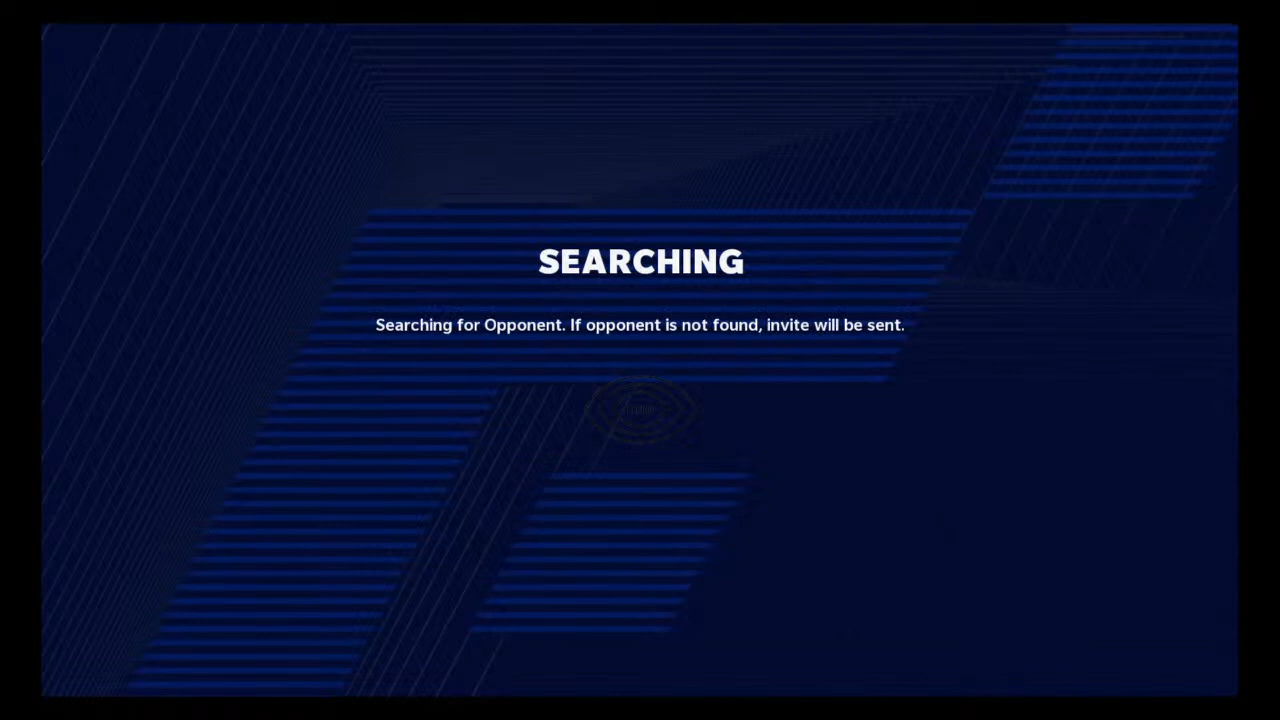 SEARCHING
Searching for Opponent. If opponent is not found, invite will be sent.